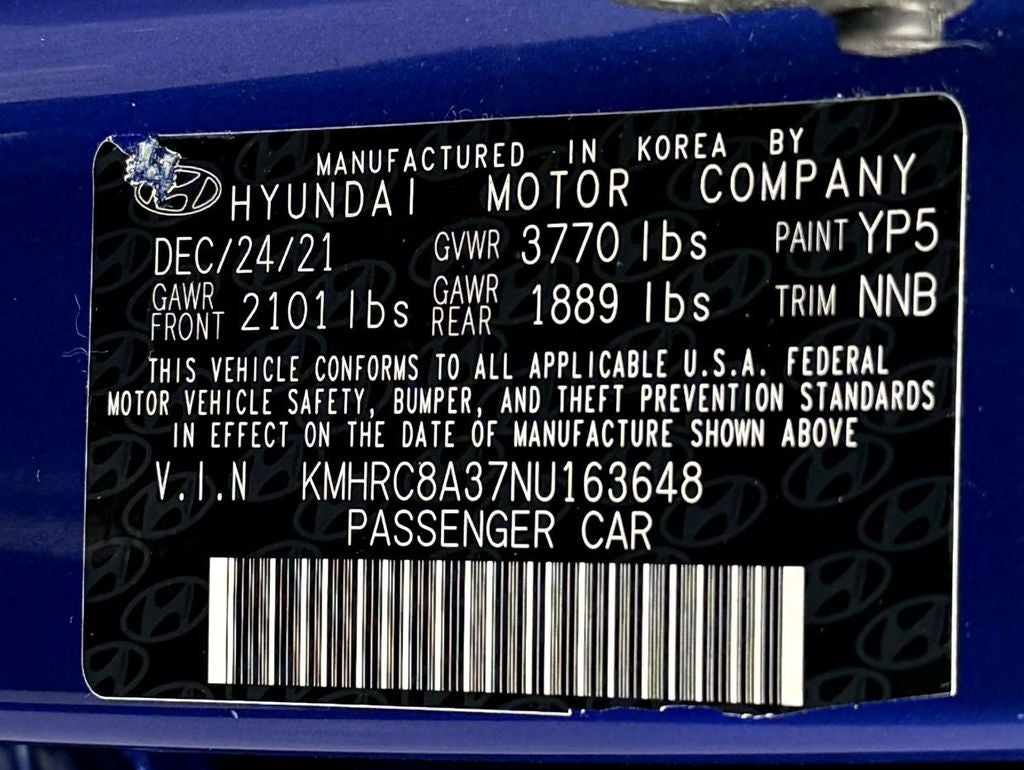 MANUFACTURED IN KOREA BY
HYUNDAI MOTOR COMPANY
DEC/24/21 GVWR 3770 lbs PAINT YP5
GAWR FRONT 2101 lbs GAWR REAR 1889 lbs TRIM NNB
THIS VEHICLE CONFORMS TO ALL APPLICABLE U.S.A. FEDERAL
MOTOR VEHICLE SAFETY, BUMPER, AND THEFT PREVENTION STANDARDS
IN EFFECT ON THE DATE OF MANUFACTURE SHOWN ABOVE
V.I.N KMHRC8A37NU163648
PASSENGER CAR